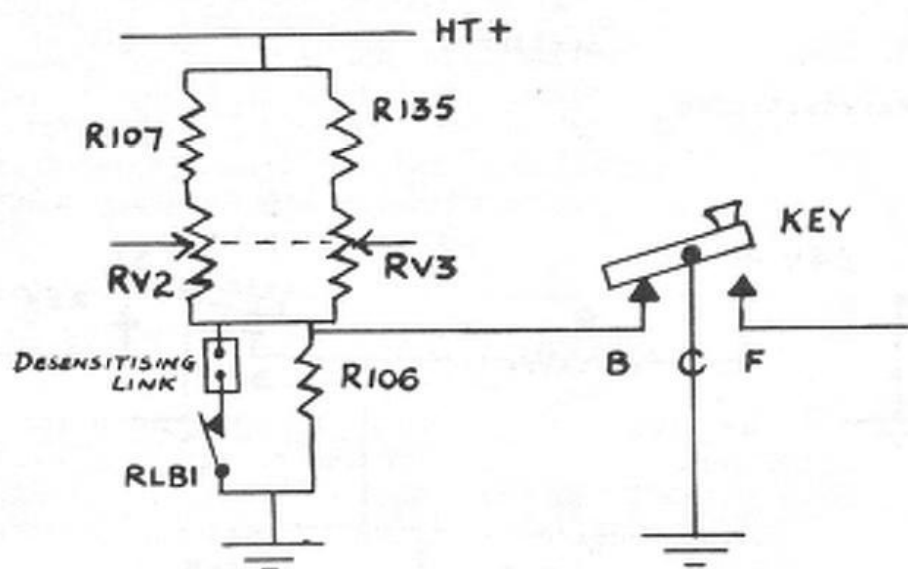 HT+
R107
R135
KEY
RV2
RV3
B C F
DESENSITISING
LINK
R106
RLB1